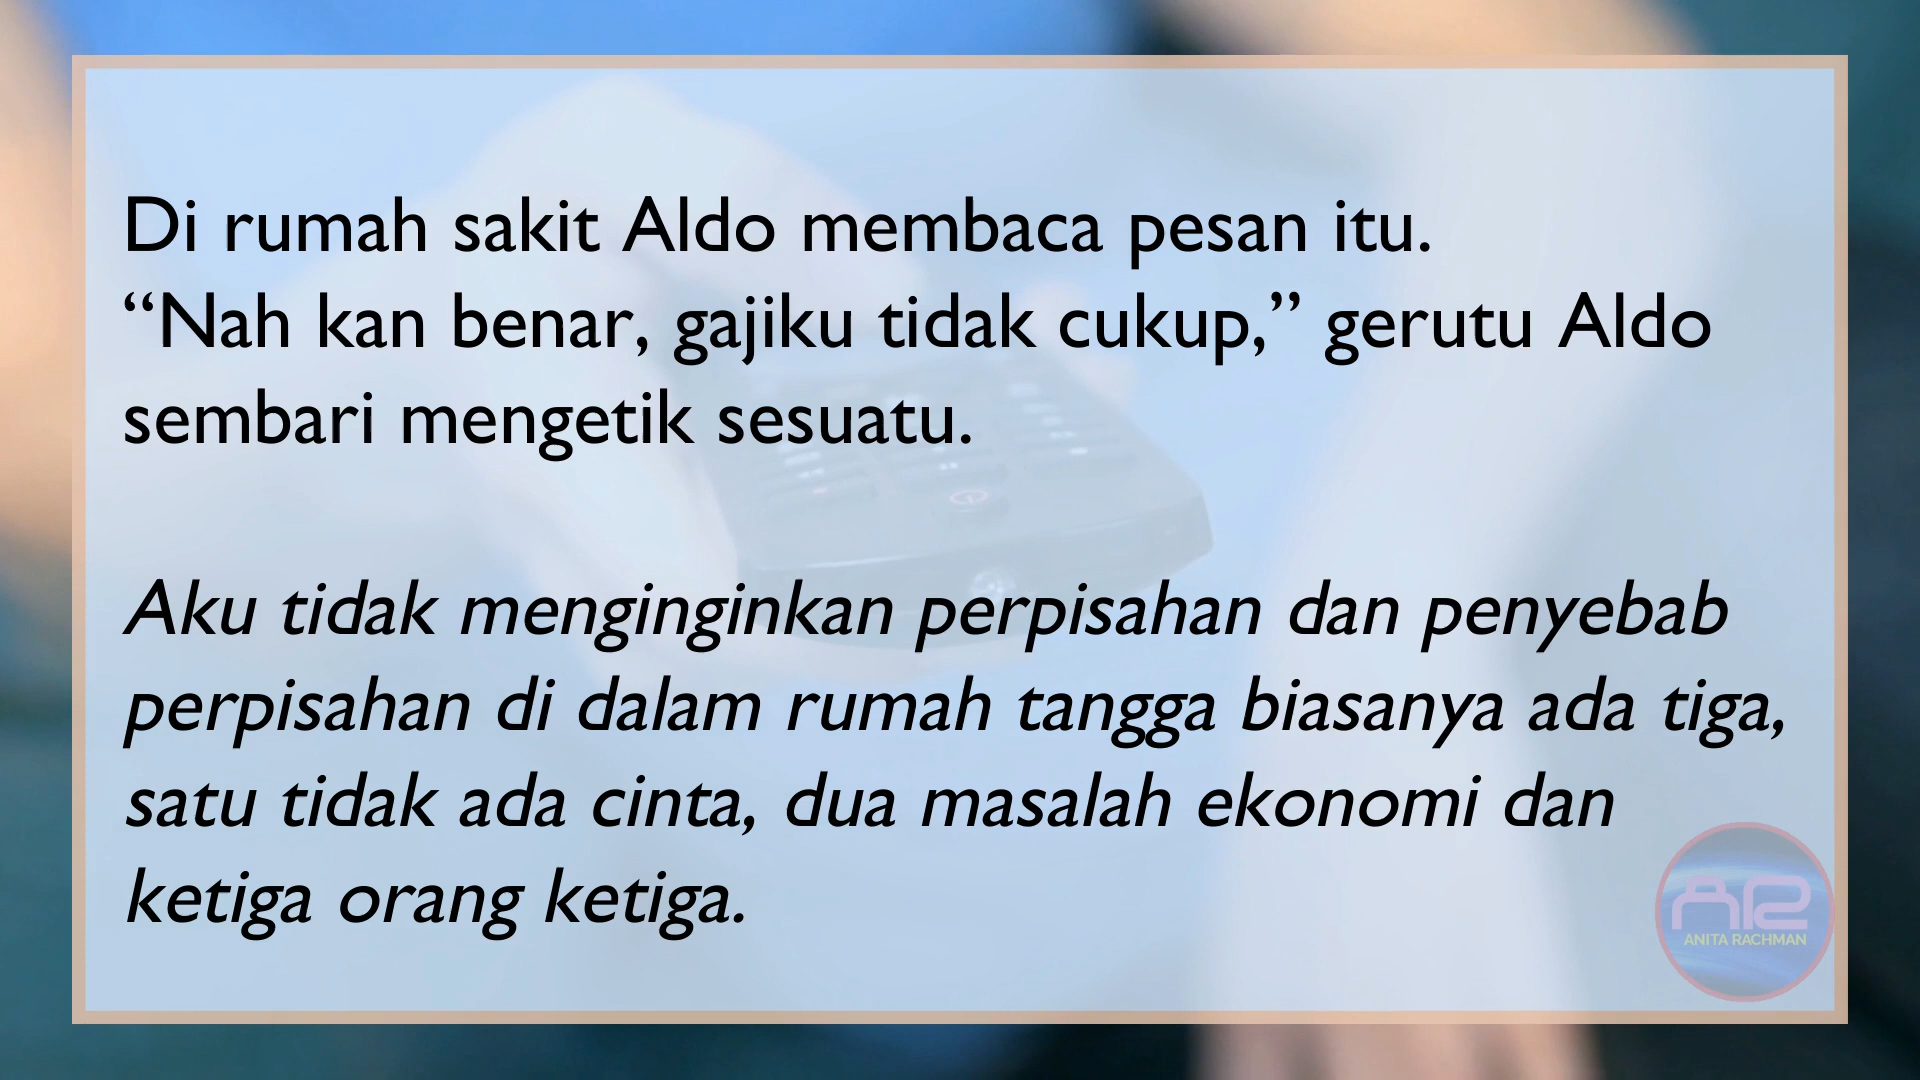 Di rumah sakit Aldo membaca pesan itu.
“Nah kan benar, gajiku tidak cukup,” gerutu Aldo
sembari mengetik sesuatu.
Aku tidak menginginkan perpisahan dan penyebab
perpisahan di dalam rumah tangga biasanya ada tiga,
satu tidak ada cinta, dua masalah ekonomi dan
ketiga orang ketiga.
AR
ANITA RACHMAN